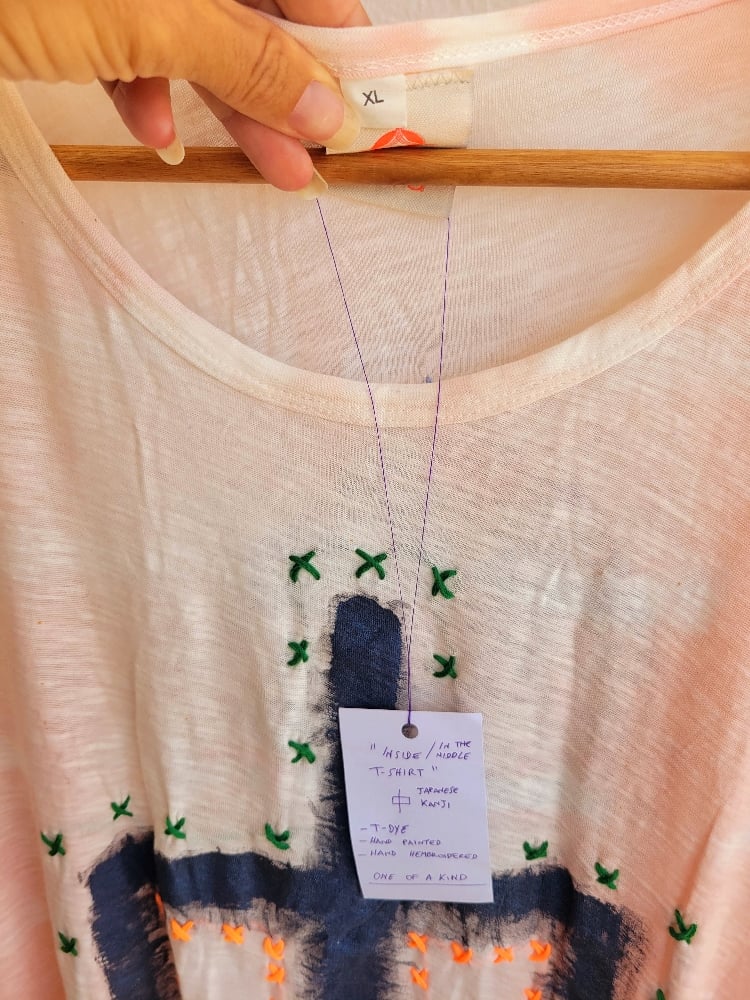 XL
" INSIDE / IN THE MIDDLE
T-SHIRT "
中 JAPANESE
KANJI
- T-DYE
- HAND PAINTED
- HAND HEMBROIDERED
ONE OF A KIND